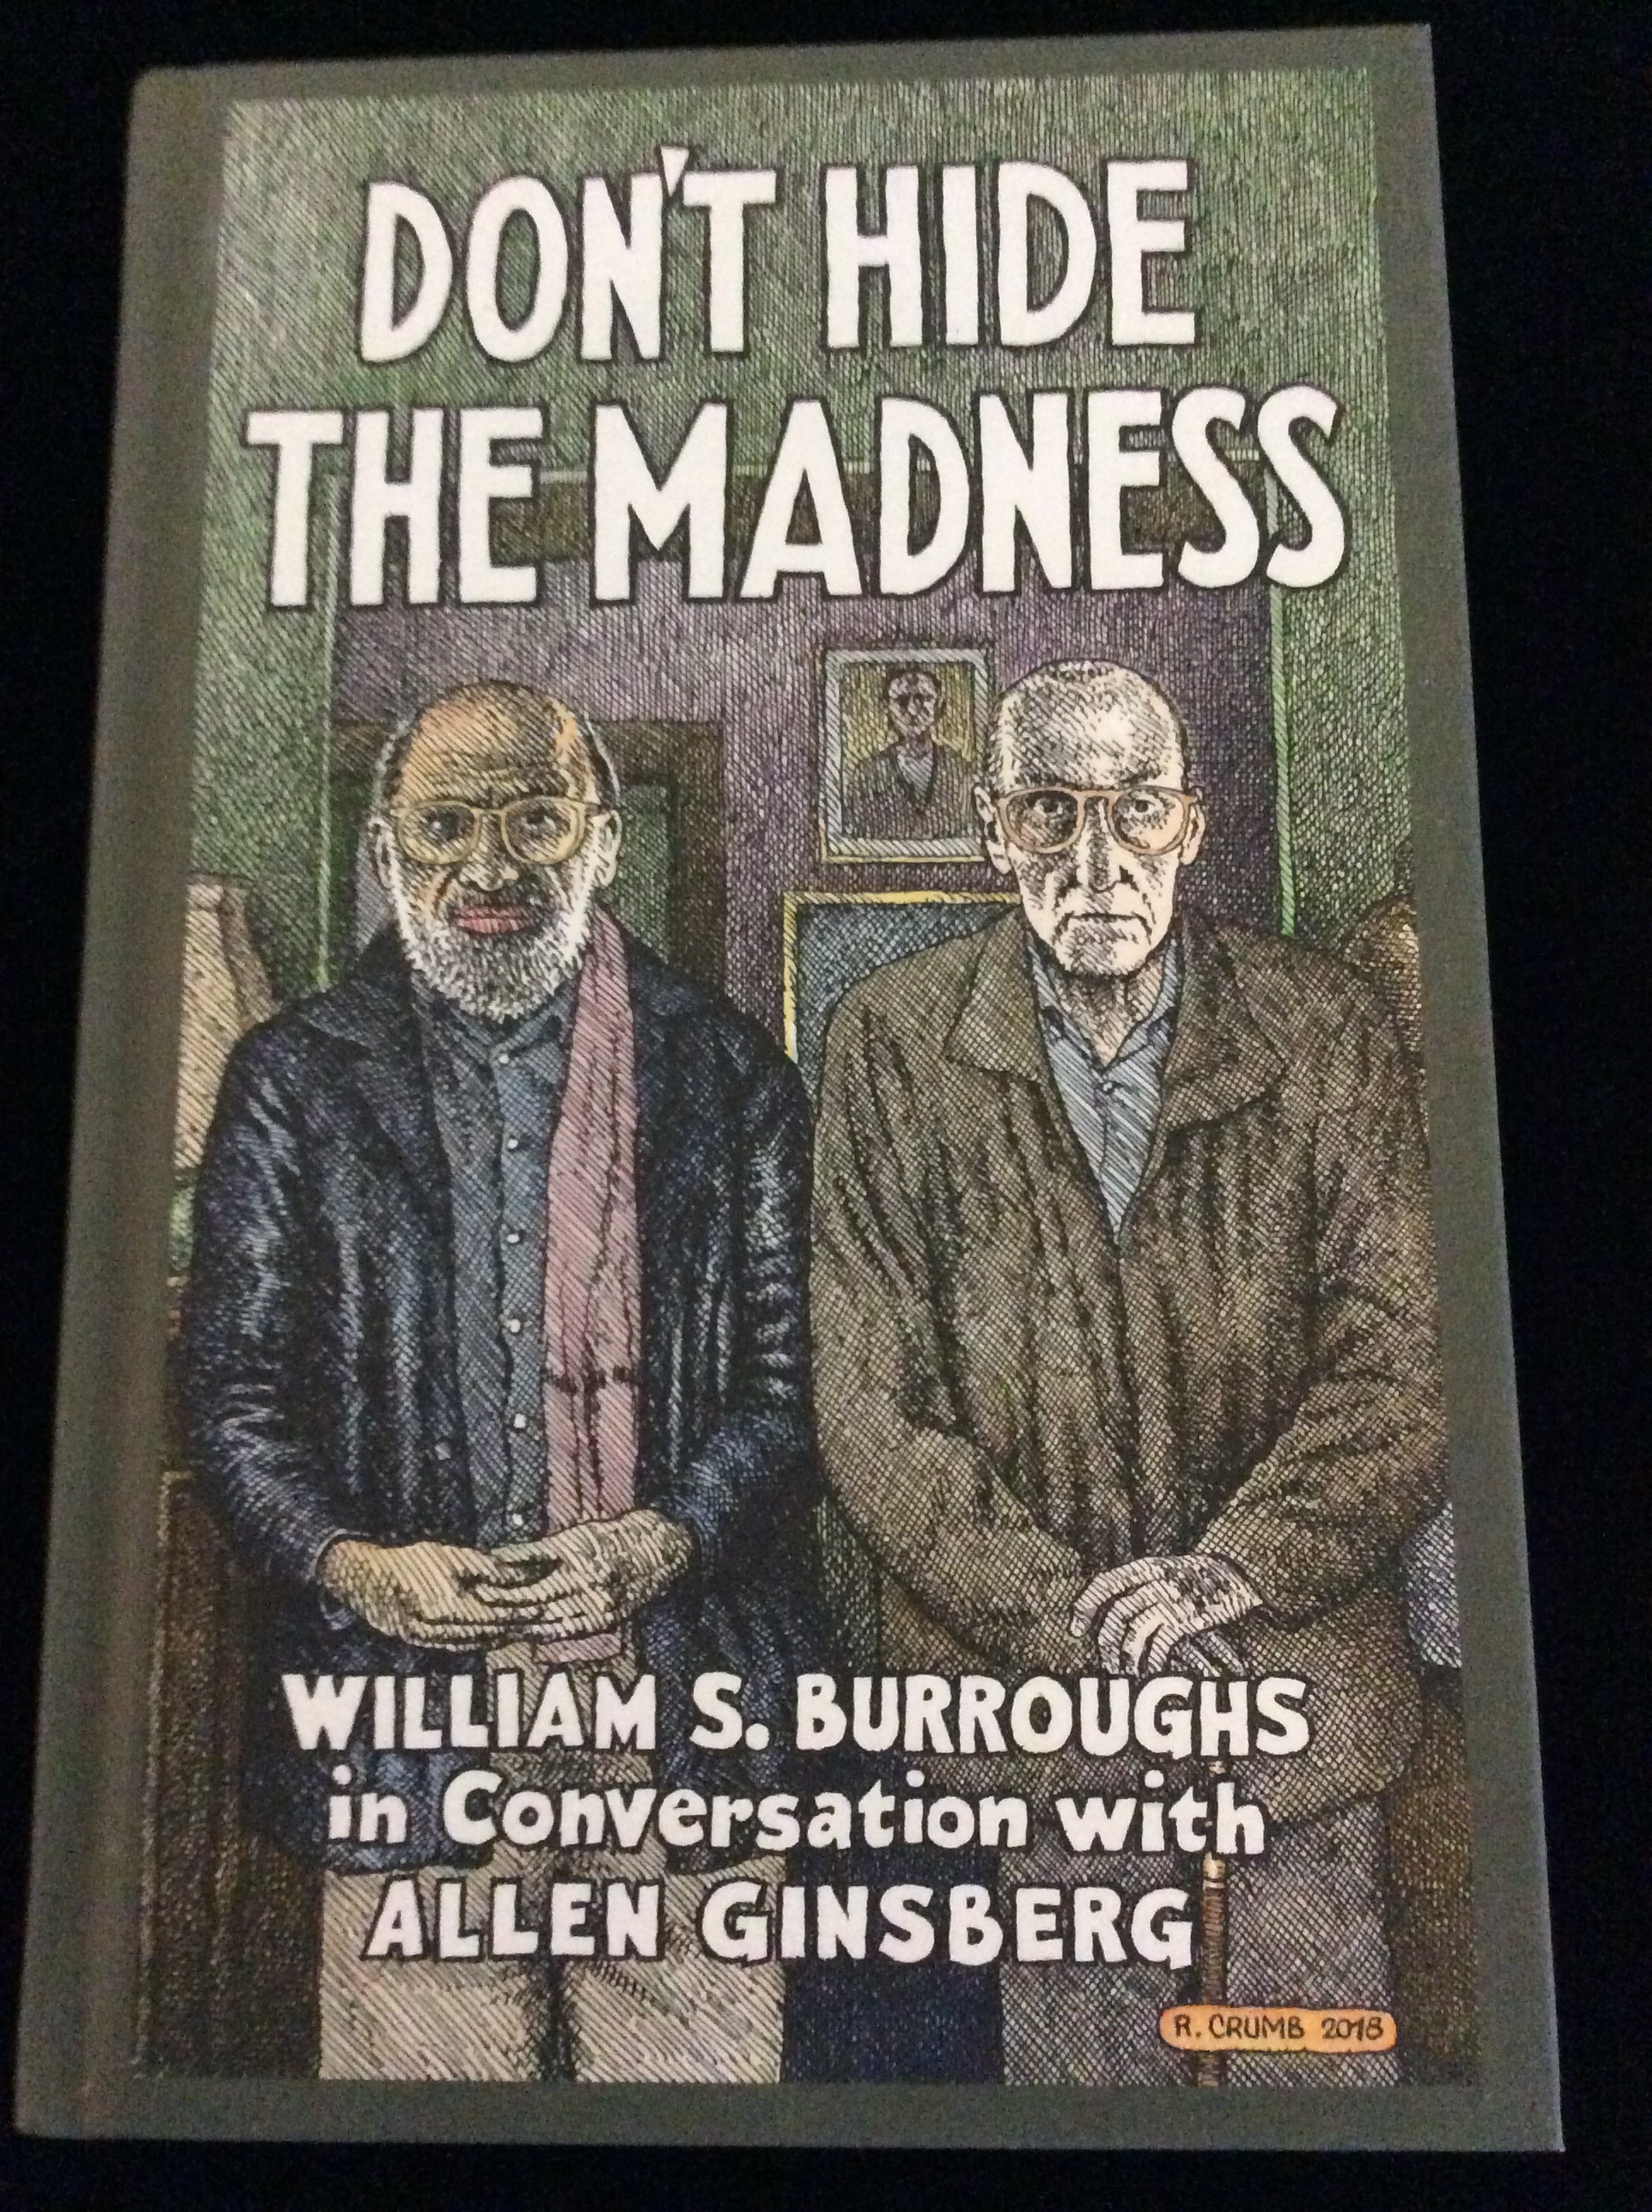 DON'T HIDE
THE MADNESS
WILLIAM S. BURROUGHS
in Conversation with
ALLEN GINSBERG
R. CRUMB 2018